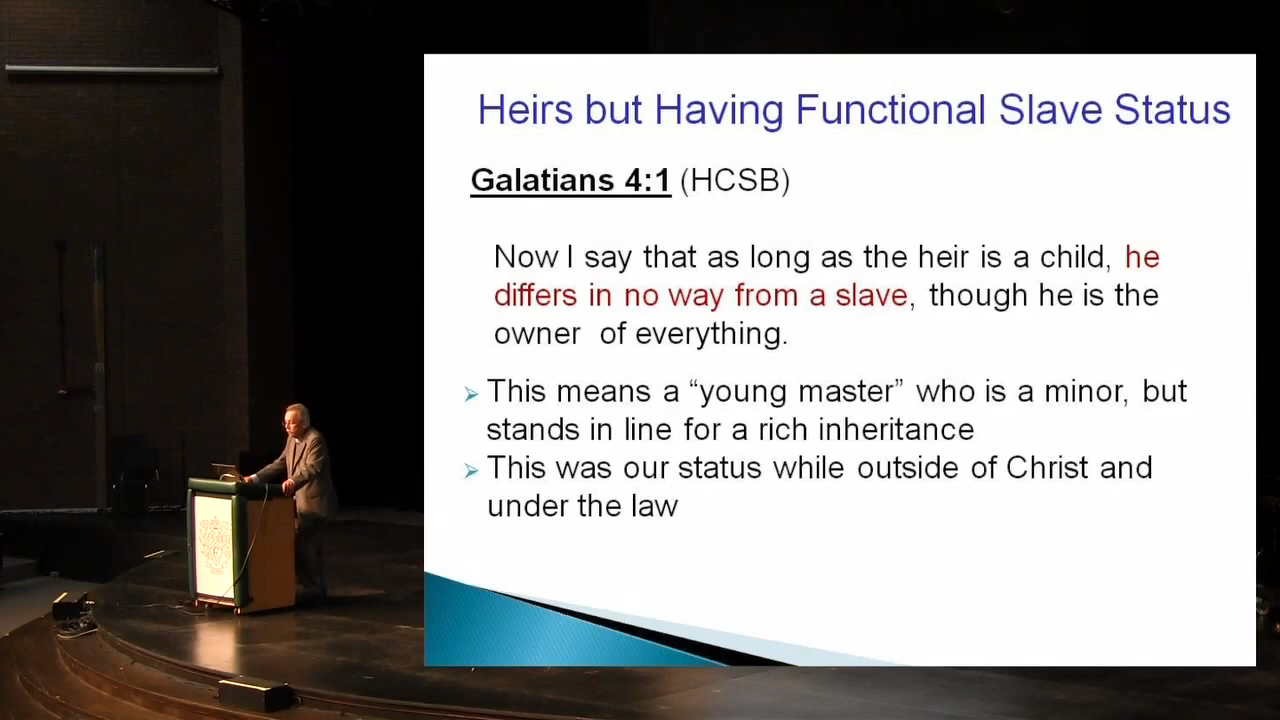 Heirs but Having Functional Slave Status
Galatians 4:1 (HCSB)
Now I say that as long as the heir is a child, he
differs in no way from a slave, though he is the
owner of everything.
This means a “young master” who is a minor, but
stands in line for a rich inheritance
This was our status while outside of Christ and
under the law